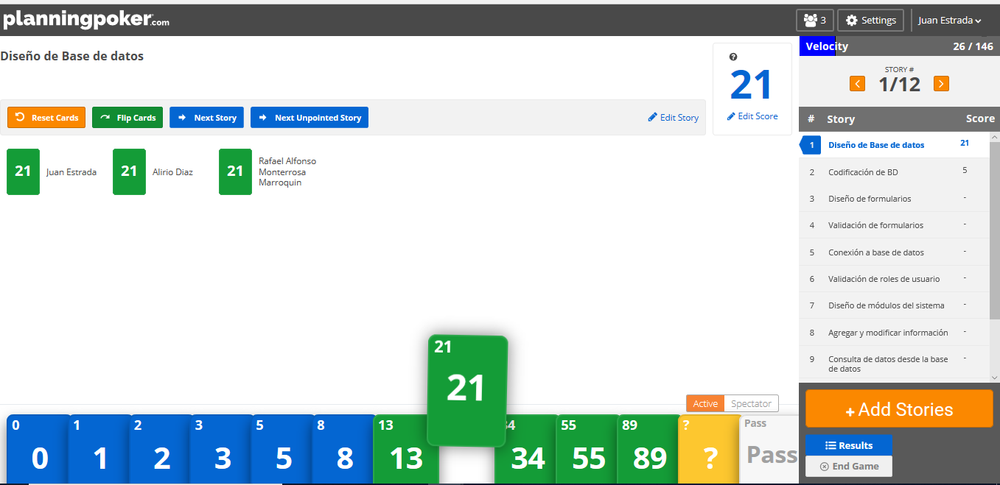 planningpoker.com
3
Settings
Juan Estrada
Diseño de Base de datos
?
21
Edit Score
Reset Cards
Flip Cards
Next Story
Next Unpointed Story
Edit Story
21
Juan Estrada
21
Alirio Diaz
21
Rafael Alfonso
Monterrosa
Marroquin
Velocity 26 / 146
STORY #
1/12
# Story Score
1 Diseño de Base de datos 21
2 Codificación de BD 5
3 Diseño de formularios -
4 Validación de formularios -
5 Conexión a base de datos -
6 Validación de roles de usuario -
7 Diseño de módulos del sistema -
8 Agregar y modificar información -
9 Consulta de datos desde la base -
de datos
+ Add Stories
Results
End Game
Active Spectator
21
21
0 1 2 3 5 8 13 34 55 89 ? Pass
0 1 2 3 5 8 13 34 55 89 ? Pass